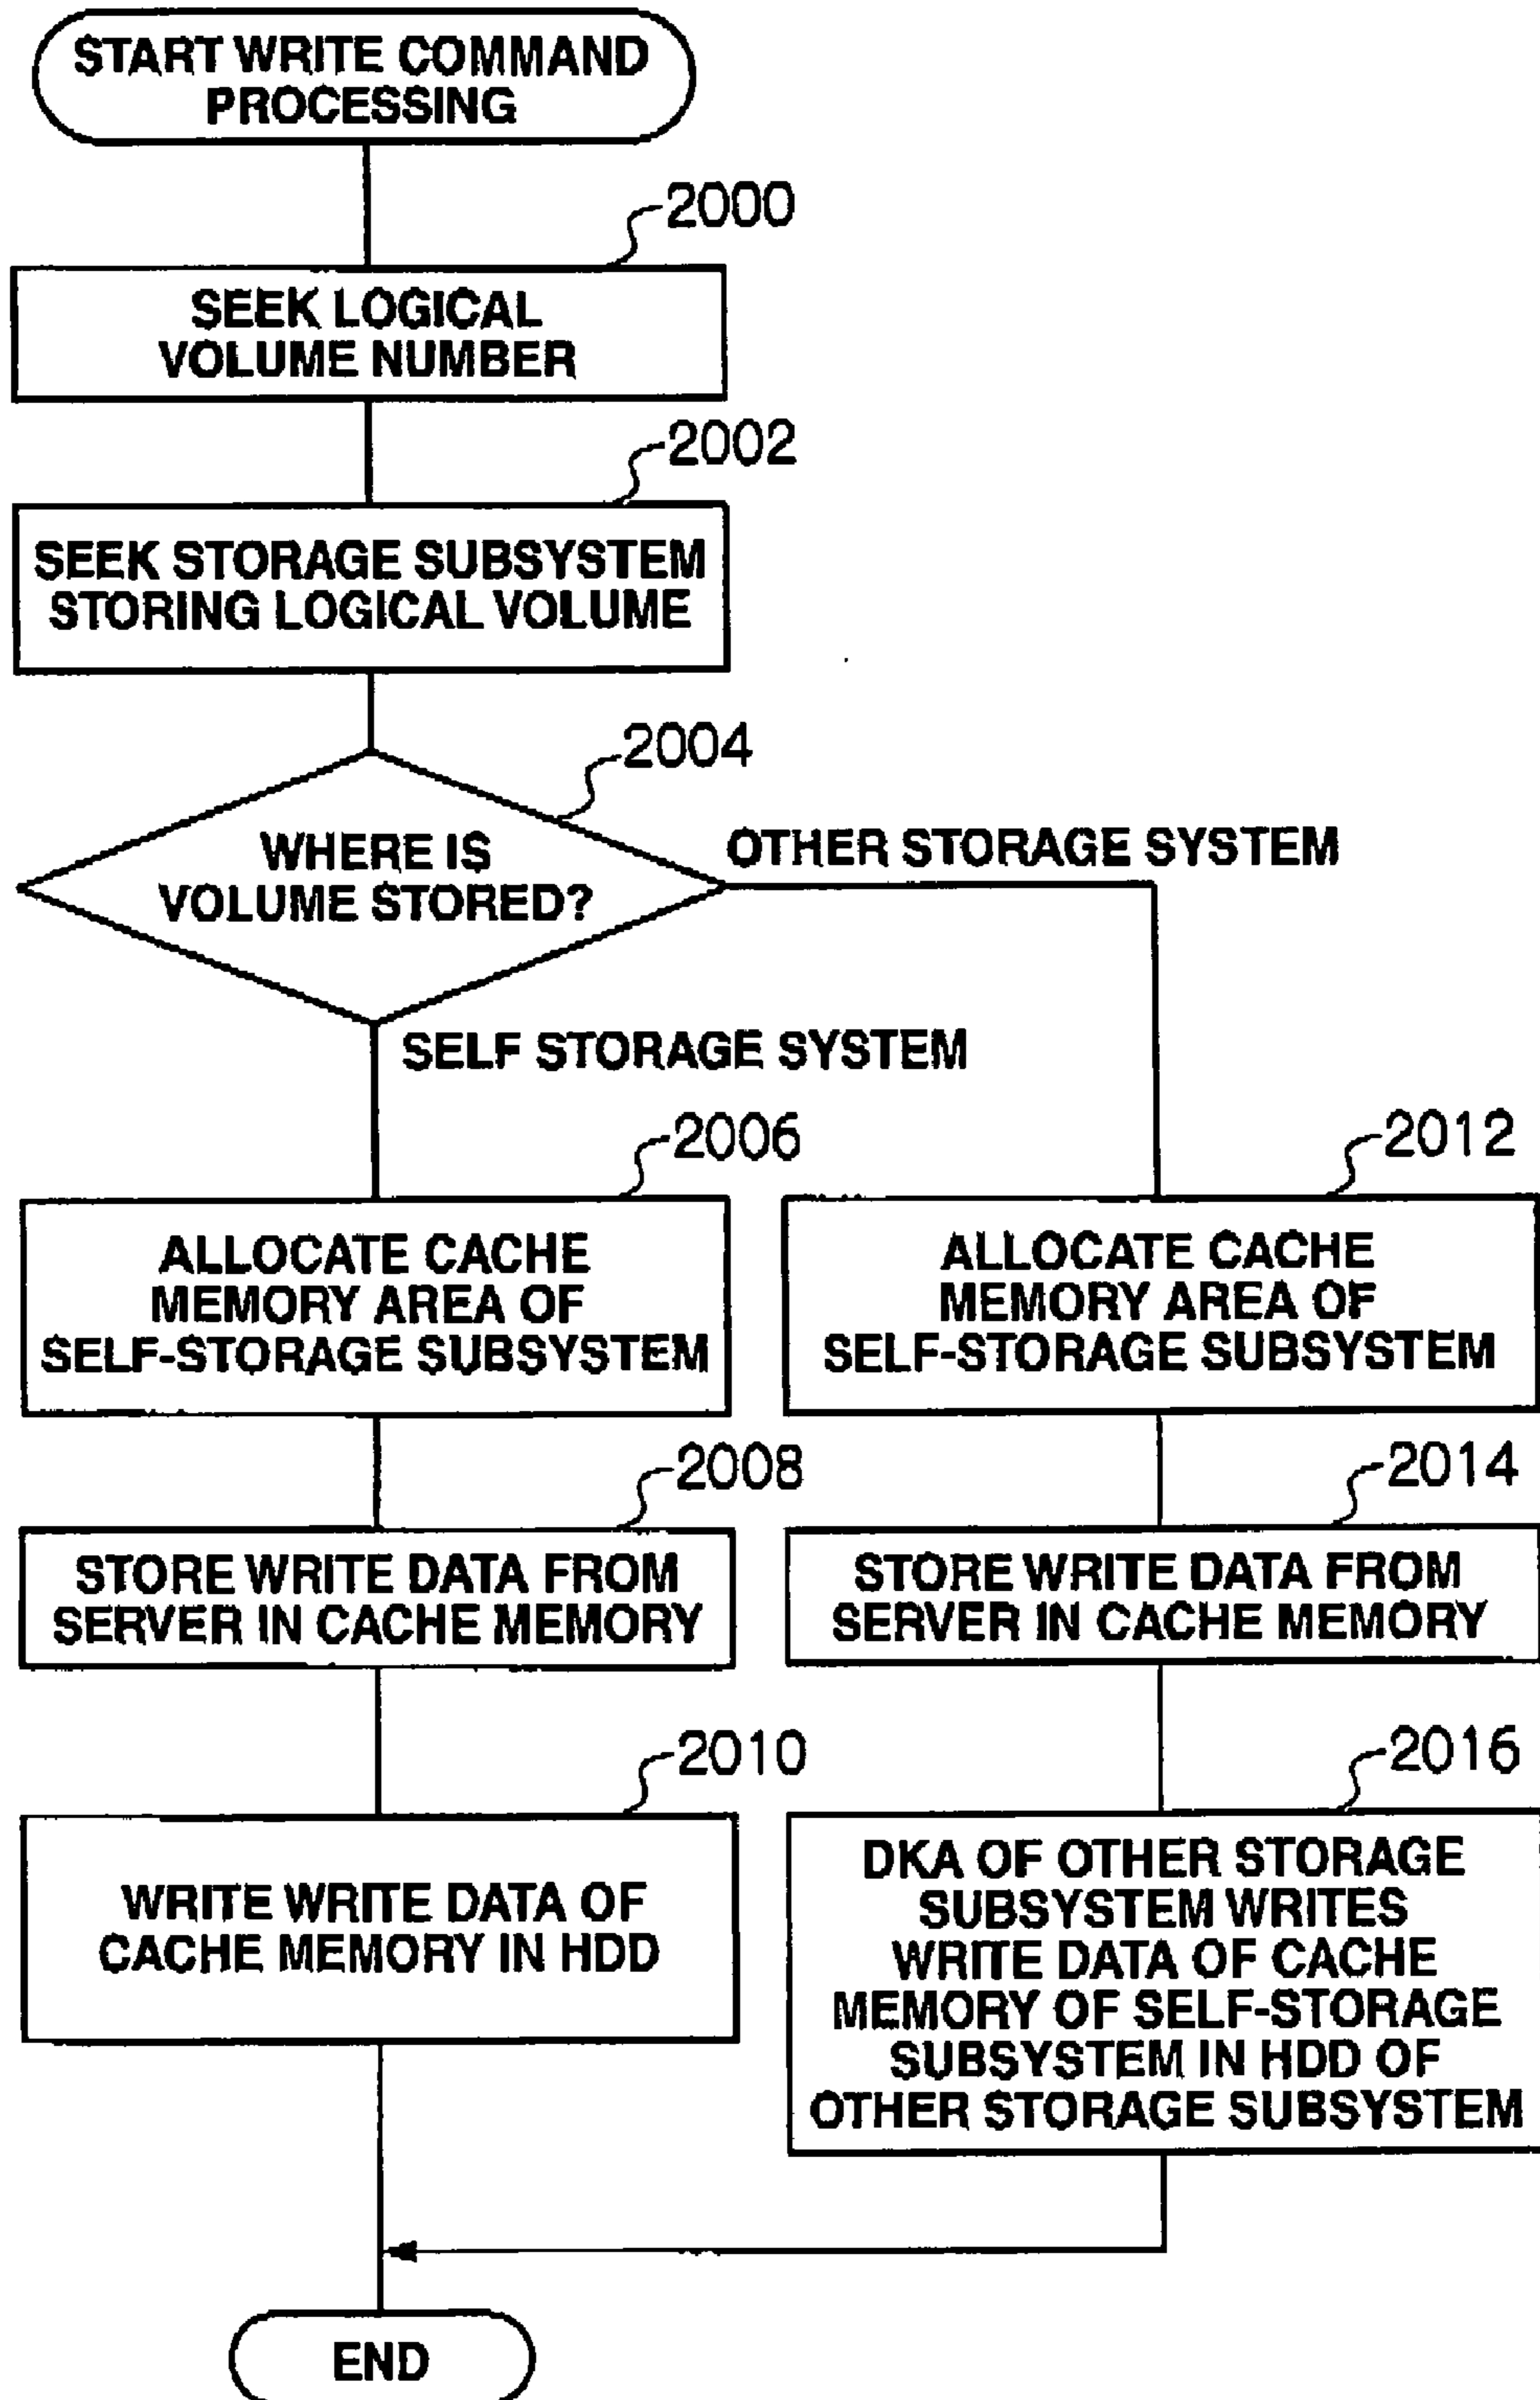 START WRITE COMMAND
PROCESSING
2000
SEEK LOGICAL
VOLUME NUMBER
2002
SEEK STORAGE SUBSYSTEM
STORING LOGICAL VOLUME
2004
WHERE IS
VOLUME STORED?
OTHER STORAGE SYSTEM
SELF STORAGE SYSTEM
2006
ALLOCATE CACHE
MEMORY AREA OF
SELF-STORAGE SUBSYSTEM
2008
STORE WRITE DATA FROM
SERVER IN CACHE MEMORY
2010
WRITE WRITE DATA OF
CACHE MEMORY IN HDD
2012
ALLOCATE CACHE
MEMORY AREA OF
SELF-STORAGE SUBSYSTEM
2014
STORE WRITE DATA FROM
SERVER IN CACHE MEMORY
2016
DKA OF OTHER STORAGE
SUBSYSTEM WRITES
WRITE DATA OF CACHE
MEMORY OF SELF-STORAGE
SUBSYSTEM IN HDD OF
OTHER STORAGE SUBSYSTEM
END